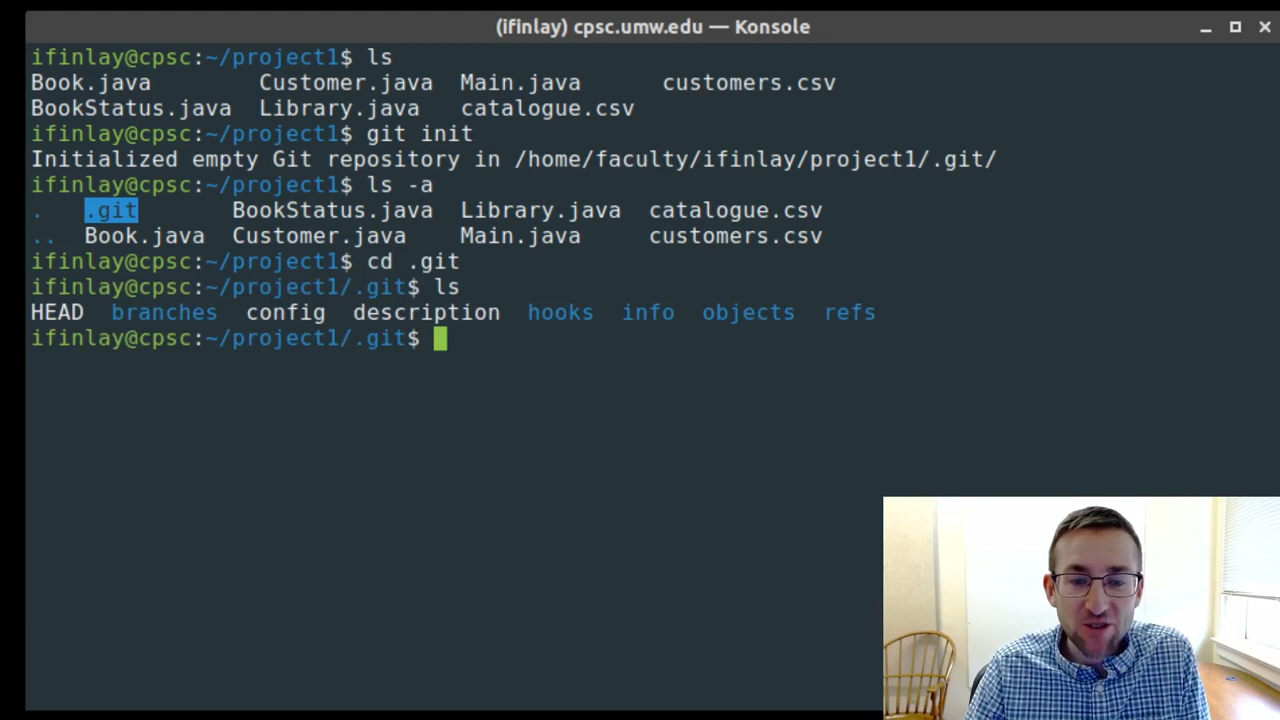 (ifinlay) cpsc.umw.edu — Konsole
ifinlay@cpsc:~/project1$ ls
Book.java Customer.java Main.java customers.csv
BookStatus.java Library.java catalogue.csv
ifinlay@cpsc:~/project1$ git init
Initialized empty Git repository in /home/faculty/ifinlay/project1/.git/
ifinlay@cpsc:~/project1$ ls -a
. .git BookStatus.java Library.java catalogue.csv
.. Book.java Customer.java Main.java customers.csv
ifinlay@cpsc:~/project1$ cd .git
ifinlay@cpsc:~/project1/.git$ ls
HEAD branches config description hooks info objects refs
ifinlay@cpsc:~/project1/.git$